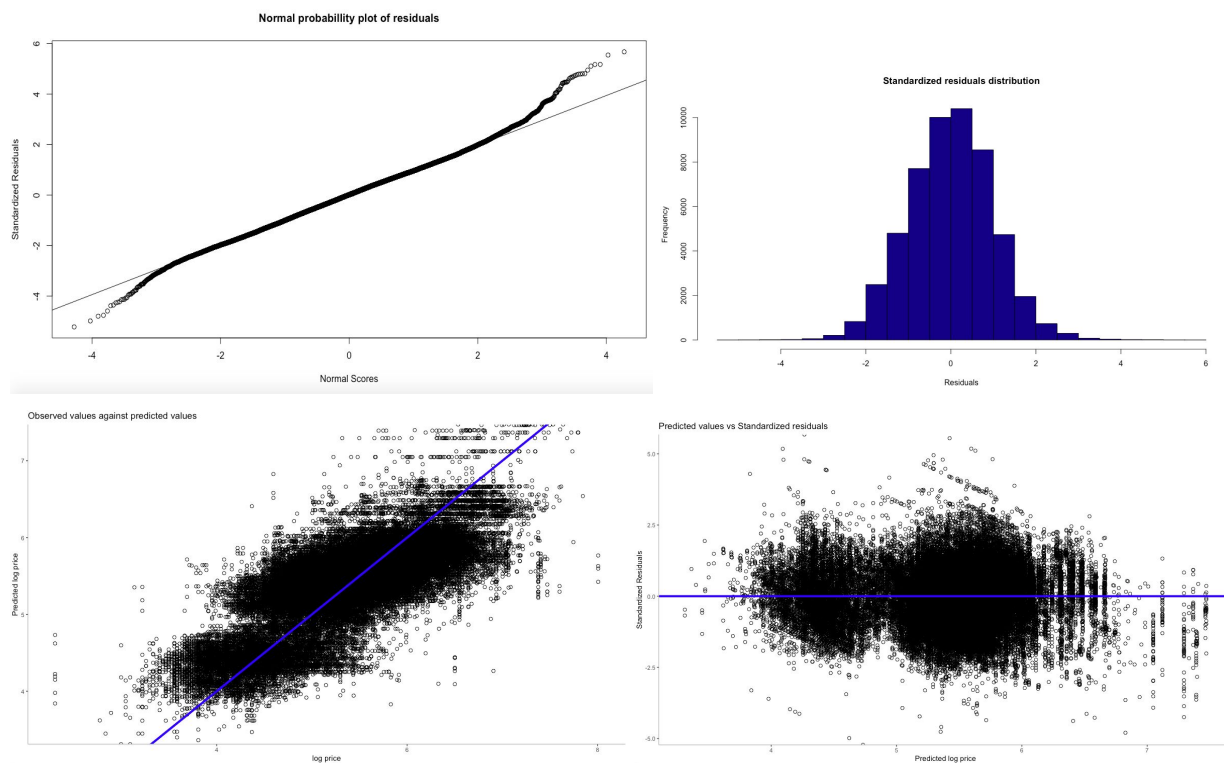 Normal probabillity plot of residuals
6
4
2
0
-2
-4
Standardized Residuals
-4 -2 0 2 4
Normal Scores
Standardized residuals distribution
10000
8000
6000
4000
2000
0
Frequency
-4 -2 0 2 4 6
Residuals
Observed values against predicted values
7
6
5
4
Predicted log price
4 6 8
log price
Predicted values vs Standardized residuals
5.0
2.5
0.0
-2.5
-5.0
Standardized Residuals
4 5 6 7
Predicted log price